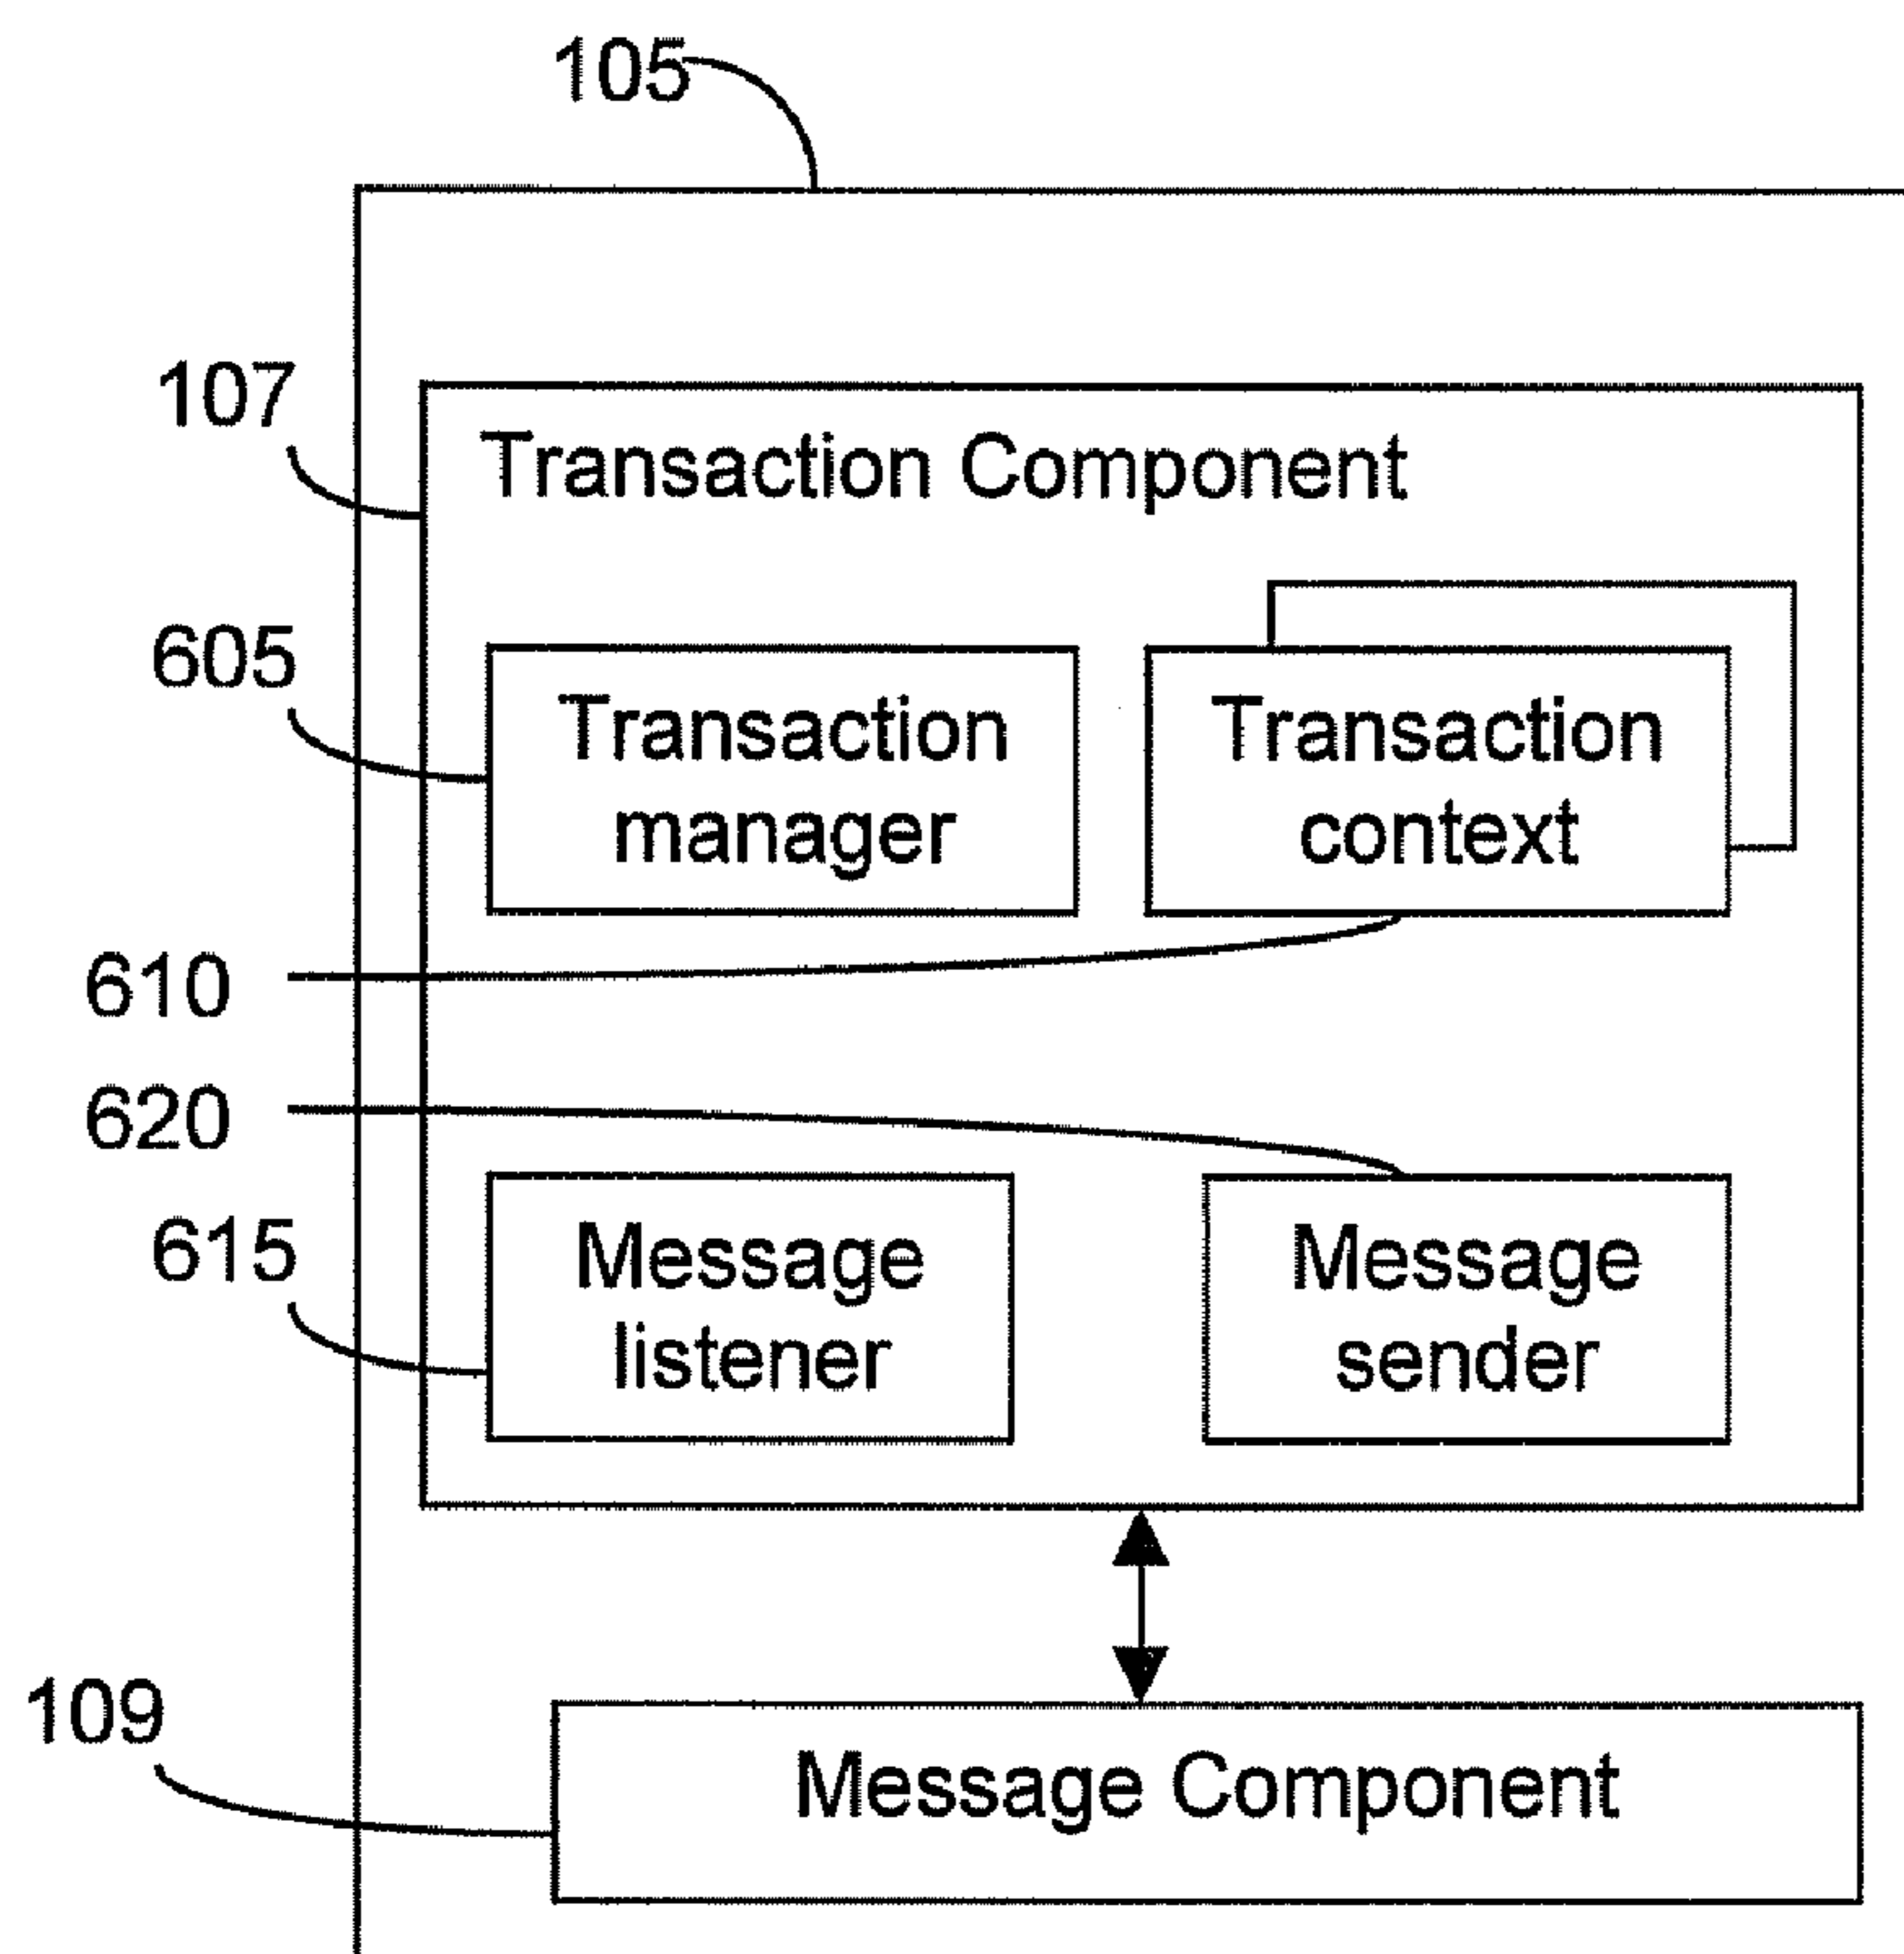 105
107
Transaction Component
605
Transaction
manager
Transaction
context
610
620
615
Message
listener
Message
sender
109
Message Component